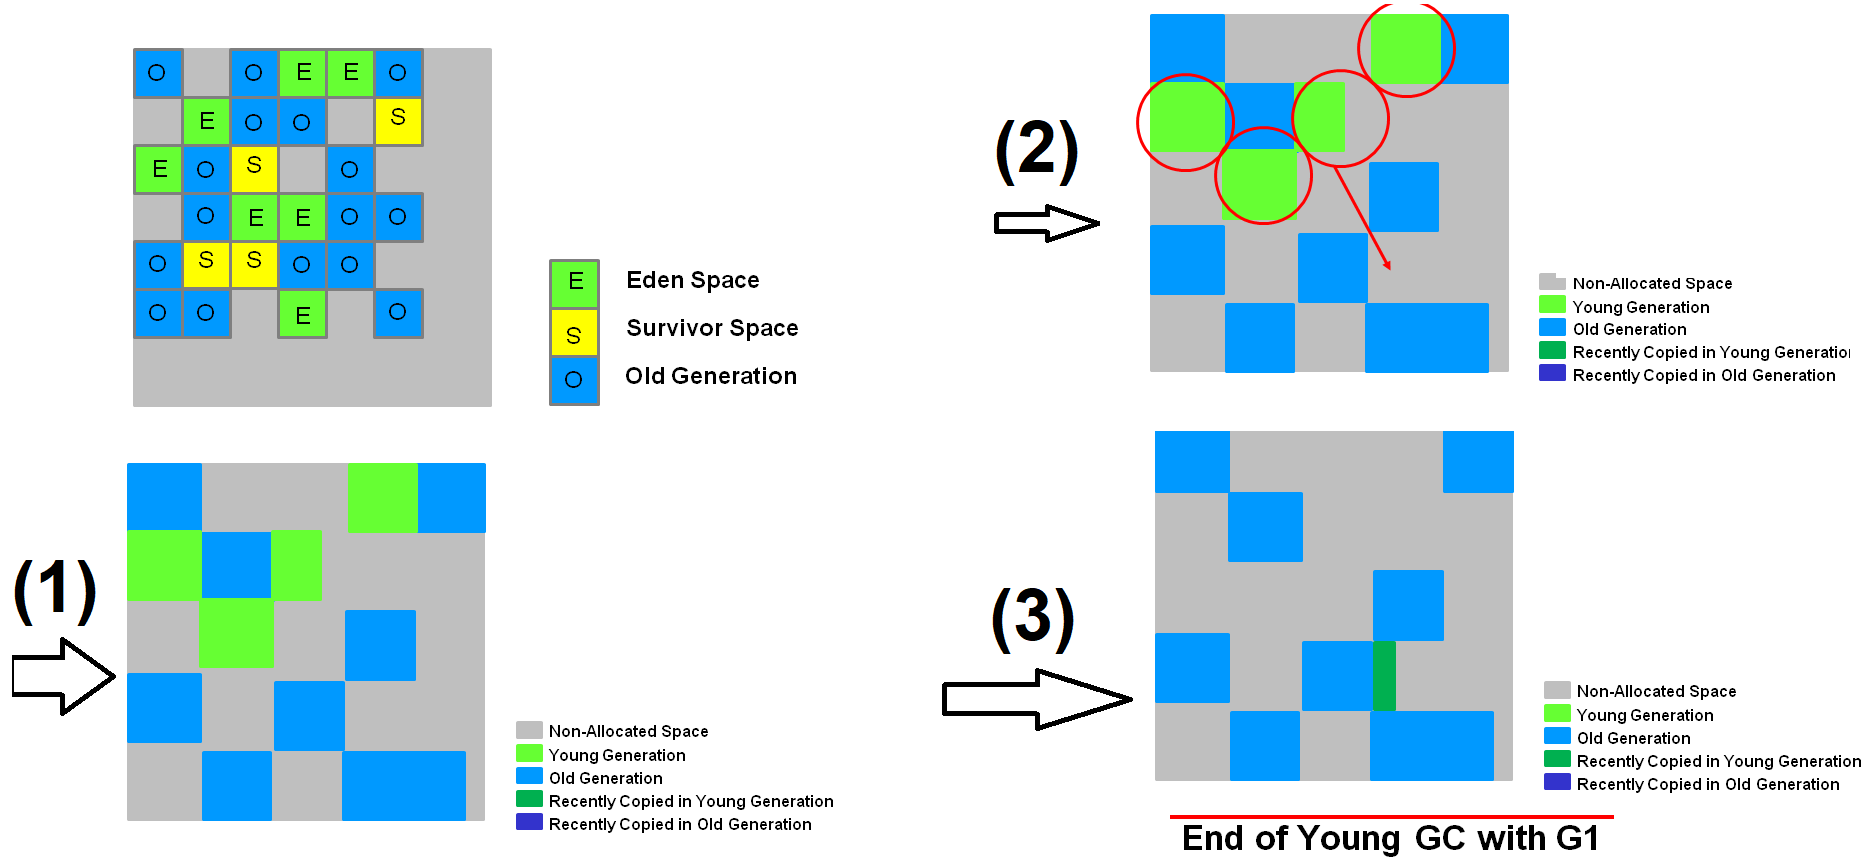 O O E E O
E O O S
E O S O
O E E O O
O S S O O
O O E O
E Eden Space
S Survivor Space
O Old Generation
(1)
Non-Allocated Space
Young Generation
Old Generation
Recently Copied in Young Generation
Recently Copied in Old Generation
(2)
Non-Allocated Space
Young Generation
Old Generation
Recently Copied in Young Generation
Recently Copied in Old Generation
(3)
Non-Allocated Space
Young Generation
Old Generation
Recently Copied in Young Generation
Recently Copied in Old Generation
End of Young GC with G1